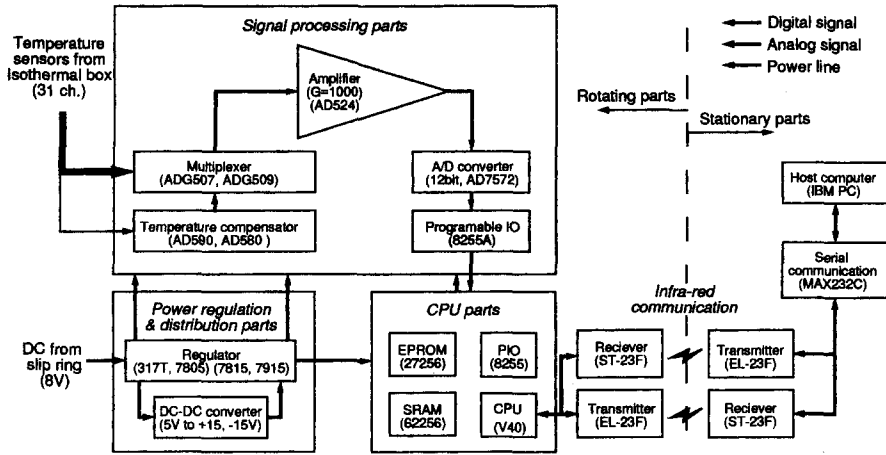 Signal processing parts
Digital signal
Analog signal
Power line
Temperature
sensors from
Isothermal box
(31 ch.)
Amplifier
(G=1000)
(AD524)
Rotating parts
Stationary parts
Multiplexer
(ADG507, ADG509)
A/D converter
(12bit, AD7572)
Host computer
(IBM PC)
Temperature compensator
(AD590, AD580 )
Programable IO
(8255A)
Serial
communication
(MAX232C)
Power regulation
& distribution parts
CPU parts
Infra-red
communication
DC from
slip ring
(8V)
Regulator
(317T, 7805) (7815, 7915)
EPROM
(27256)
PIO
(8255)
Reciever
(ST-23F)
Transmitter
(EL-23F)
DC-DC converter
(5V to +15, -15V)
SRAM
(62256)
CPU
(V40)
Transmitter
(EL-23F)
Reciever
(ST-23F)